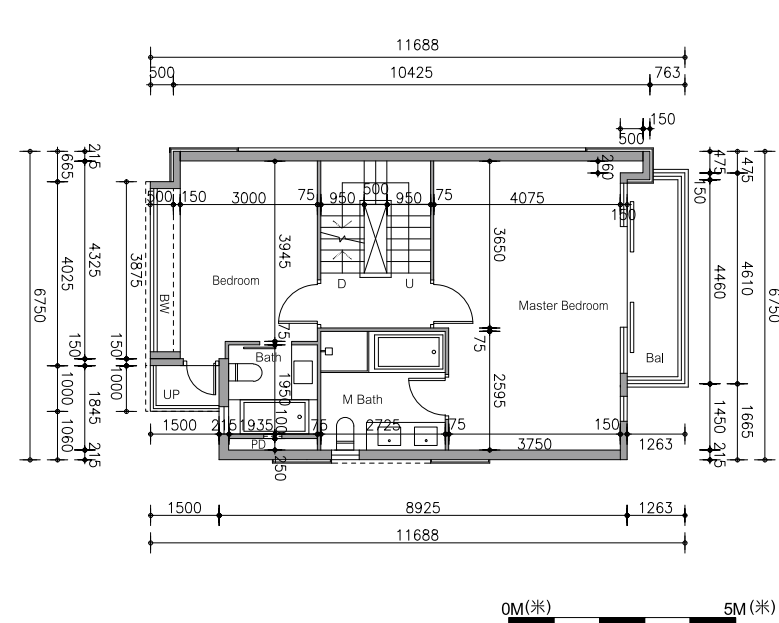 11688
500 10425 763
150
500
215 665 475 475
260
500 150 3000 75 950 500 950 75 4075 150 150
3945 3650
6750 4025 4325 3875 4460 4610 6750
Bedroom D U
BW Master Bedroom
150 150 75 75
Bath Bal
1000 1000 UP 1950 M Bath 2595
1500 215 1935 100 75 2725 75 150
1060 1845 215 PD 250 3750 1263 1450 215 1665
1500 8925 1263
11688
0M(米) 5M(米)